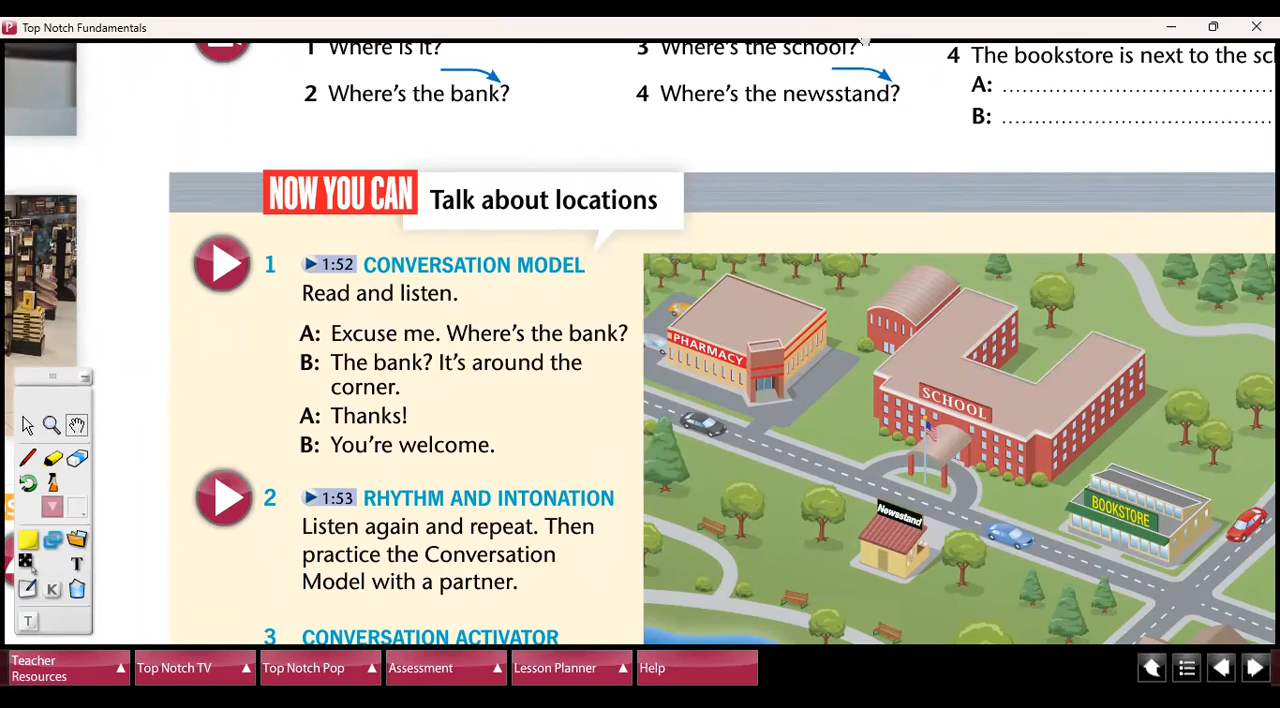 Top Notch Fundamentals
1 Where is it?
2 Where's the bank?
3 Where's the school?
4 Where's the newsstand?
4 The bookstore is next to the
A: ........................................
B: ........................................
NOW YOU CAN Talk about locations
1 1:52 CONVERSATION MODEL
Read and listen.
A: Excuse me. Where's the bank?
B: The bank? It's around the
corner.
A: Thanks!
B: You're welcome.
2 1:53 RHYTHM AND INTONATION
Listen again and repeat. Then
practice the Conversation
Model with a partner.
3 CONVERSATION ACTIVATOR
PHARMACY
SCHOOL
Newsstand
BOOKSTORE
T
K
T
Teacher
Resources
Top Notch TV
Top Notch Pop
Assessment
Lesson Planner
Help